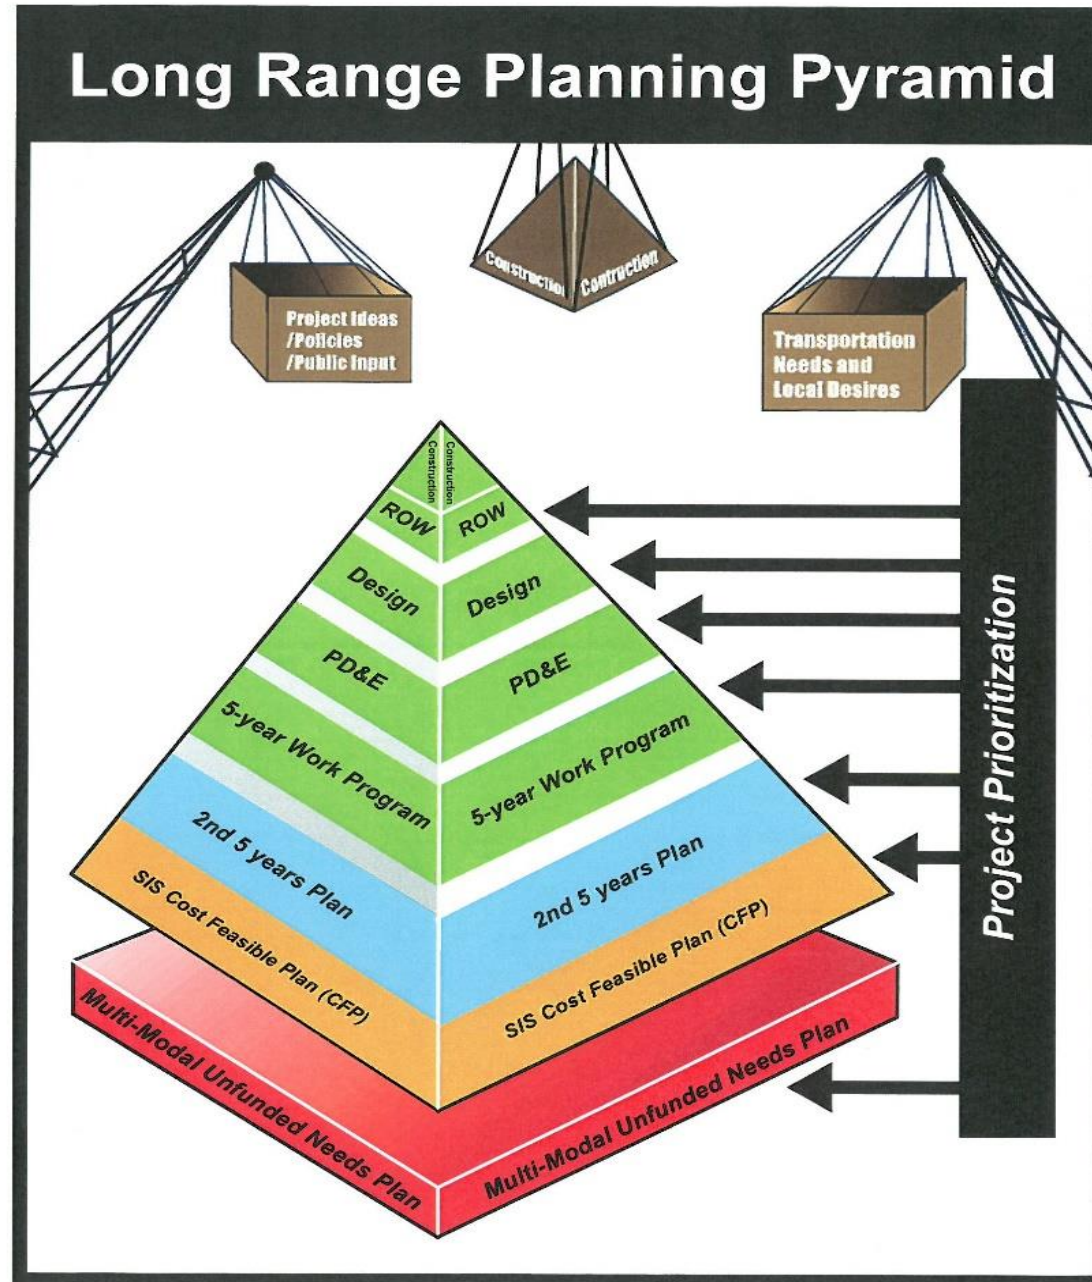 Long Range Planning Pyramid
Project Ideas
/Policies
/Public Input
Construction
Contruction
Transportation
Needs and
Local Desires
Construction
Construction
ROW
ROW
Design
Design
PD&E
PD&E
5-year Work Program
5-year Work Program
2nd 5 years Plan
2nd 5 years Plan
SIS Cost Feasible Plan (CFP)
SIS Cost Feasible Plan (CFP)
Multi-Modal Unfunded Needs Plan
Multi-Modal Unfunded Needs Plan
Project Prioritization